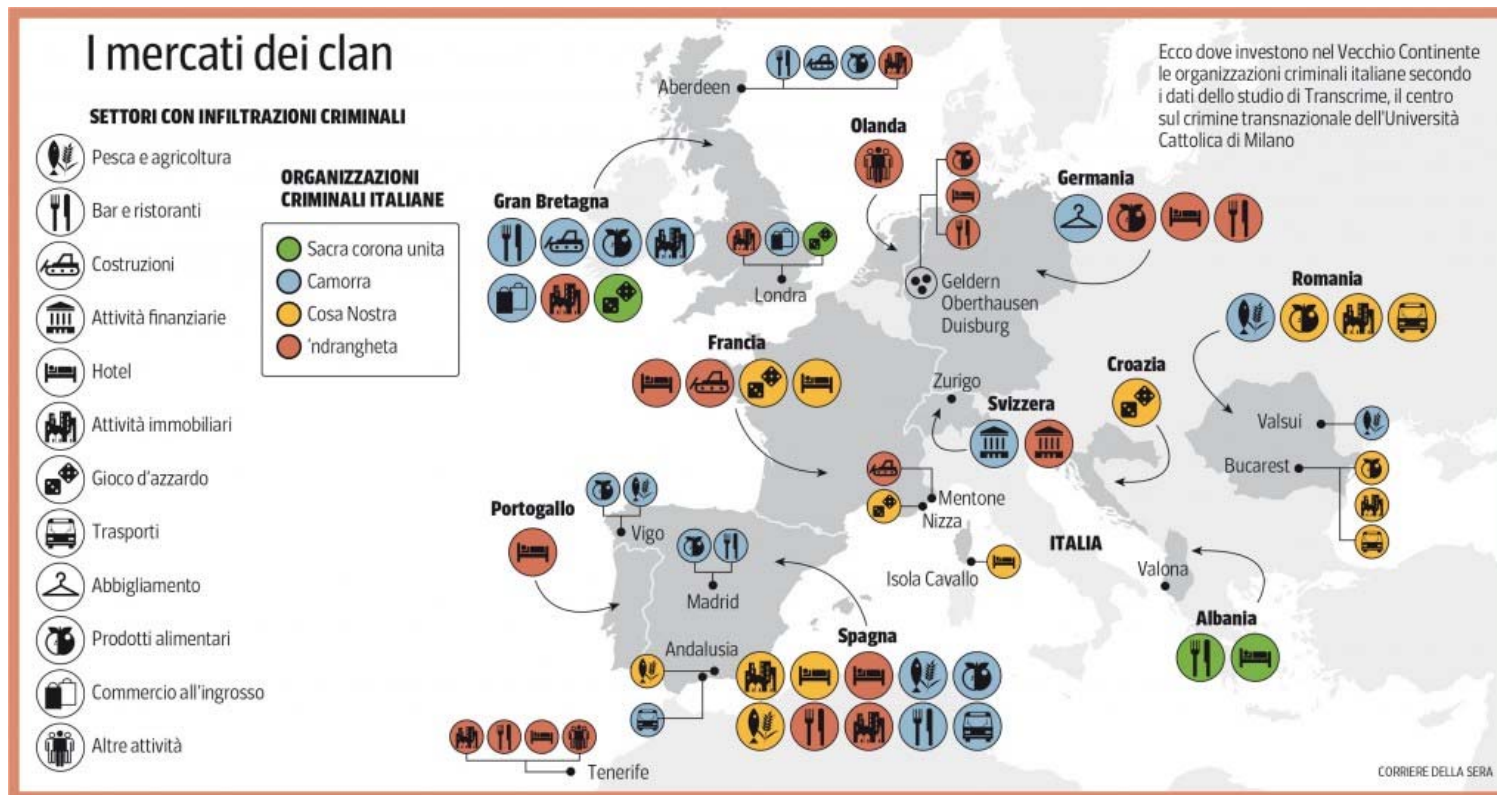 I mercati dei clan
Ecco dove investono nel Vecchio Continente
le organizzazioni criminali italiane secondo
i dati dello studio di Transcrime, il centro
sul crimine transnazionale dell'Università
Cattolica di Milano
SETTORI CON INFILTRAZIONI CRIMINALI
Pesca e agricoltura
Bar e ristoranti
Costruzioni
Attività finanziarie
Hotel
Attività immobiliari
Gioco d'azzardo
Trasporti
Abbigliamento
Prodotti alimentari
Commercio all'ingrosso
Altre attività
ORGANIZZAZIONI
CRIMINALI ITALIANE
Sacra corona unita
Camorra
Cosa Nostra
'ndrangheta
Aberdeen
Gran Bretagna
Londra
Olanda
Geldern
Oberthausen
Duisburg
Germania
Romania
Valsui
Bucarest
Francia
Mentone
Nizza
Zurigo
Svizzera
Croazia
Portogallo
Vigo
Madrid
Isola Cavallo
ITALIA
Valona
Albania
Spagna
Andalusia
Tenerife
CORRIERE DELLA SERA